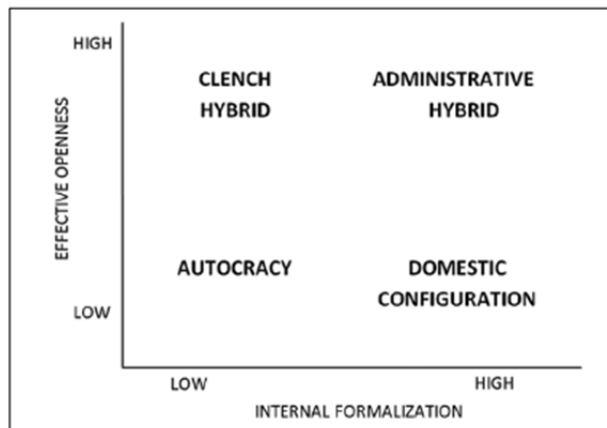 HIGH
CLENCH ADMINISTRATIVE
HYBRID HYBRID
EFFECTIVE OPENNESS
AUTOCRACY DOMESTIC
CONFIGURATION
LOW
LOW HIGH
INTERNAL FORMALIZATION